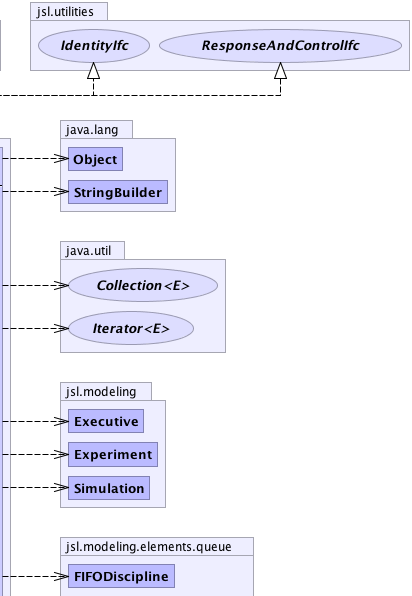 jsl.utilities
IdentityIfc
ResponseAndControlIfc
java.lang
Object
StringBuilder
java.util
Collection<E>
Iterator<E>
jsl.modeling
Executive
Experiment
Simulation
jsl.modeling.elements.queue
FIFODiscipline